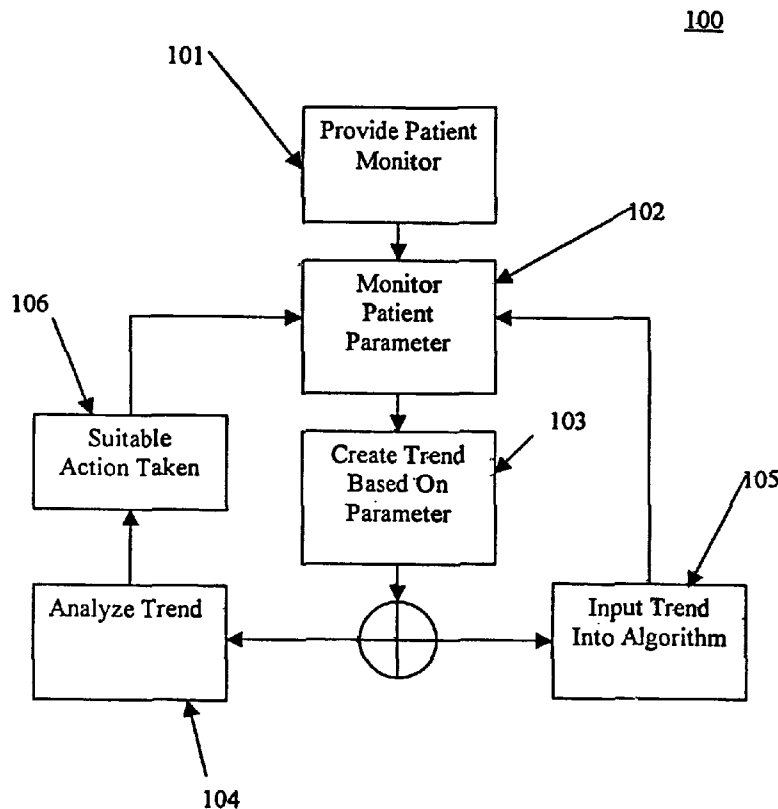 100
101
Provide Patient
Monitor
102
Monitor
Patient
Parameter
106
Suitable
Action Taken
103
Create Trend
Based On
Parameter
105
Analyze Trend
Input Trend
Into Algorithm
104